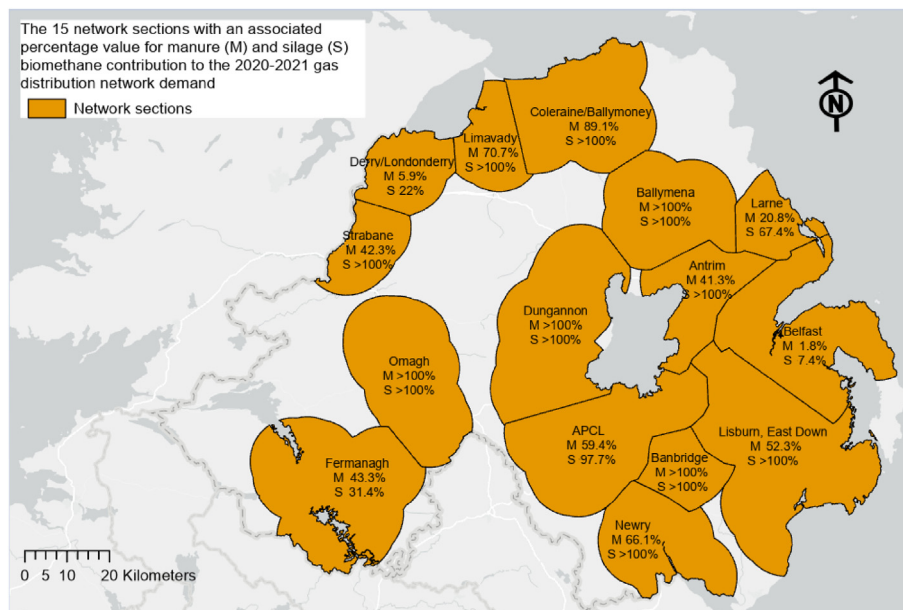 The 15 network sections with an associated
percentage value for manure (M) and silage (S)
biomethane contribution to the 2020-2021 gas
distribution network demand
Network sections
N
Coleraine/Ballymoney
M 89.1%
S >100%
Limavady
M 70.7%
S >100%
Derry/Londonderry
M 5.9%
S 22%
Strabane
M 42.3%
S >100%
Ballymena
M >100%
S >100%
Larne
M 20.8%
S 67.4%
Antrim
M 41.3%
S >100%
Dungannon
M >100%
S >100%
Belfast
M 1.8%
S 7.4%
Omagh
M >100%
S >100%
APCL
M 59.4%
S 97.7%
Lisburn, East Down
M 52.3%
S >100%
Banbridge
M >100%
S >100%
Fermanagh
M 43.3%
S 31.4%
Newry
M 66.1%
S >100%
0 5 10 20 Kilometers